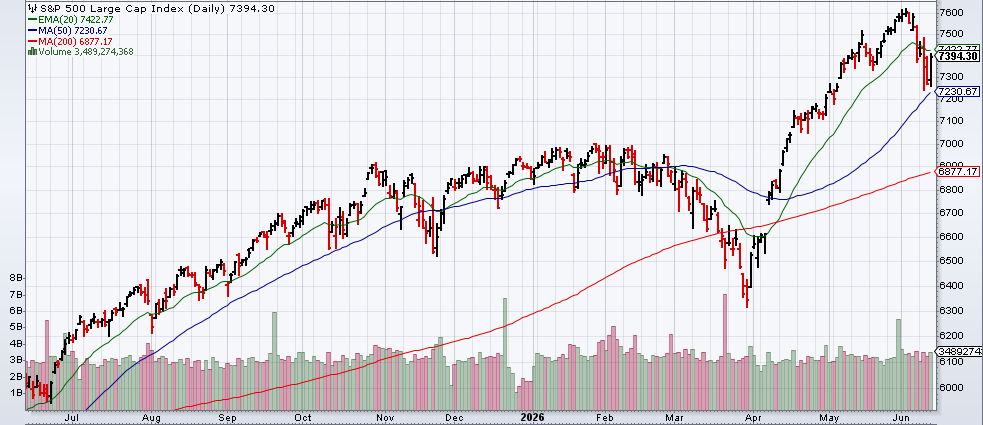 S&P 500 Large Cap Index (Daily) 7394.30
EMA(20) 7422.77
MA(50) 7230.67
MA(200) 6877.17
Volume 3,489,274,368
7600
7500
7422.77
7394.30
7300
7230.67
7200
7100
7000
6900
6877.17
6800
6700
6600
6500
6400
6300
6200
6100
6000
8B
7B
6B
5B
4B
3B
2B
1B
3489274
Jul
Aug
Sep
Oct
Nov
Dec
2026
Feb
Mar
Apr
May
Jun